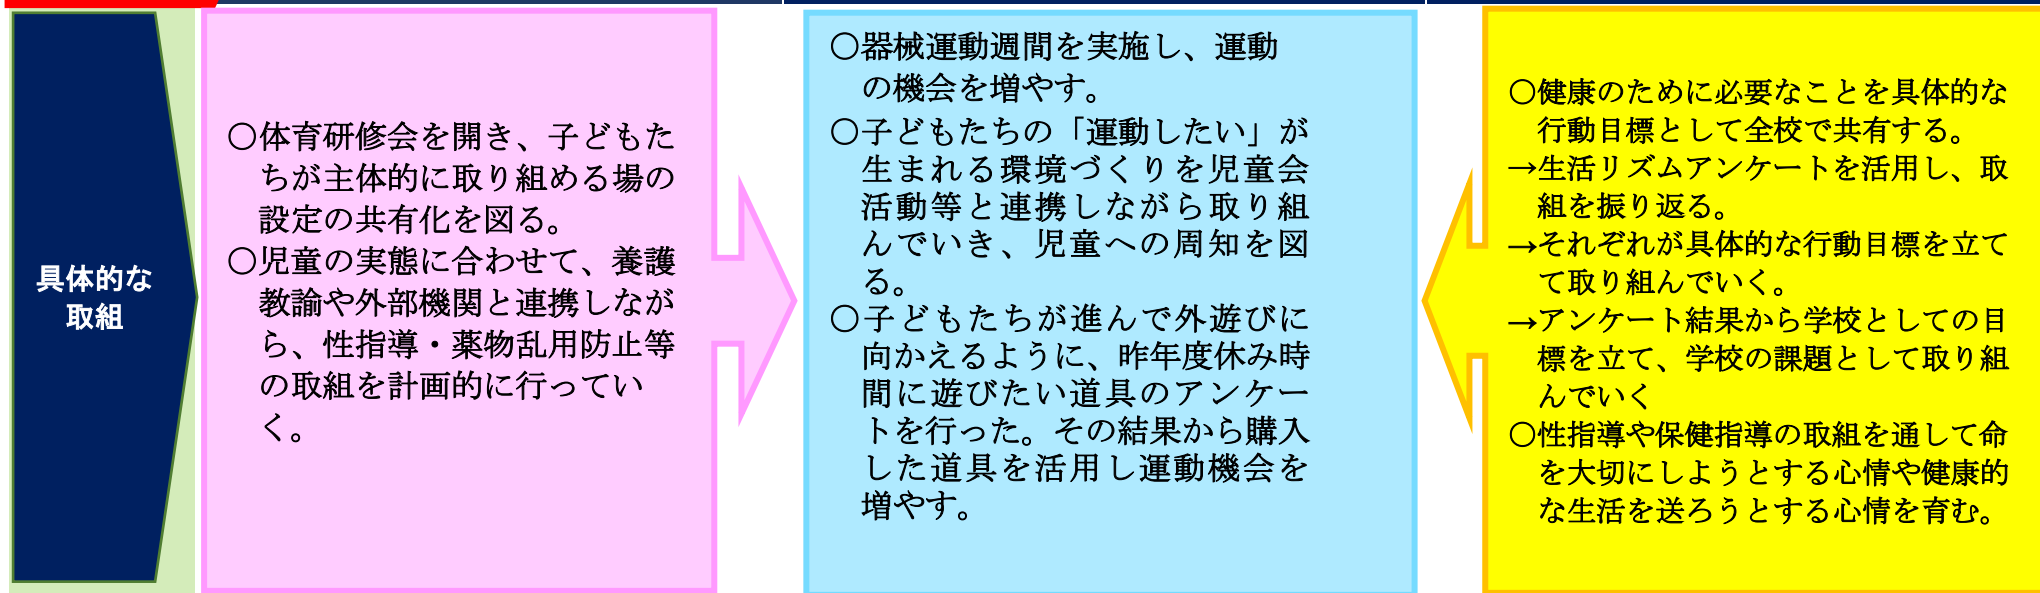 具体的な
取組
○体育研修会を開き、子どもた
ちが主体的に取り組める場の
設定の共有化を図る。
○児童の実態に合わせて、養護
教諭や外部機関と連携しなが
ら、性指導・薬物乱用防止等
の取組を計画的に行ってい
く。
○器械運動週間を実施し、運動
の機会を増やす。
○子どもたちの「運動したい」が
生まれる環境づくりを児童会
活動等と連携しながら取り組
んでいき、児童への周知を図
る。
○子どもたちが進んで外遊びに
向かえるように、昨年度休み時
間に遊びたい道具のアンケー
トを行った。その結果から購入
した道具を活用し運動機会を
増やす。
○健康のために必要なことを具体的な
行動目標として全校で共有する。
→生活リズムアンケートを活用し、取
組を振り返る。
→それぞれが具体的な行動目標を立て
て取り組んでいく。
→アンケート結果から学校としての目
標を立て、学校の課題として取り組
んでいく
○性指導や保健指導の取組を通して命
を大切にしようとする心情や健康的
な生活を送ろうとする心情を育む。